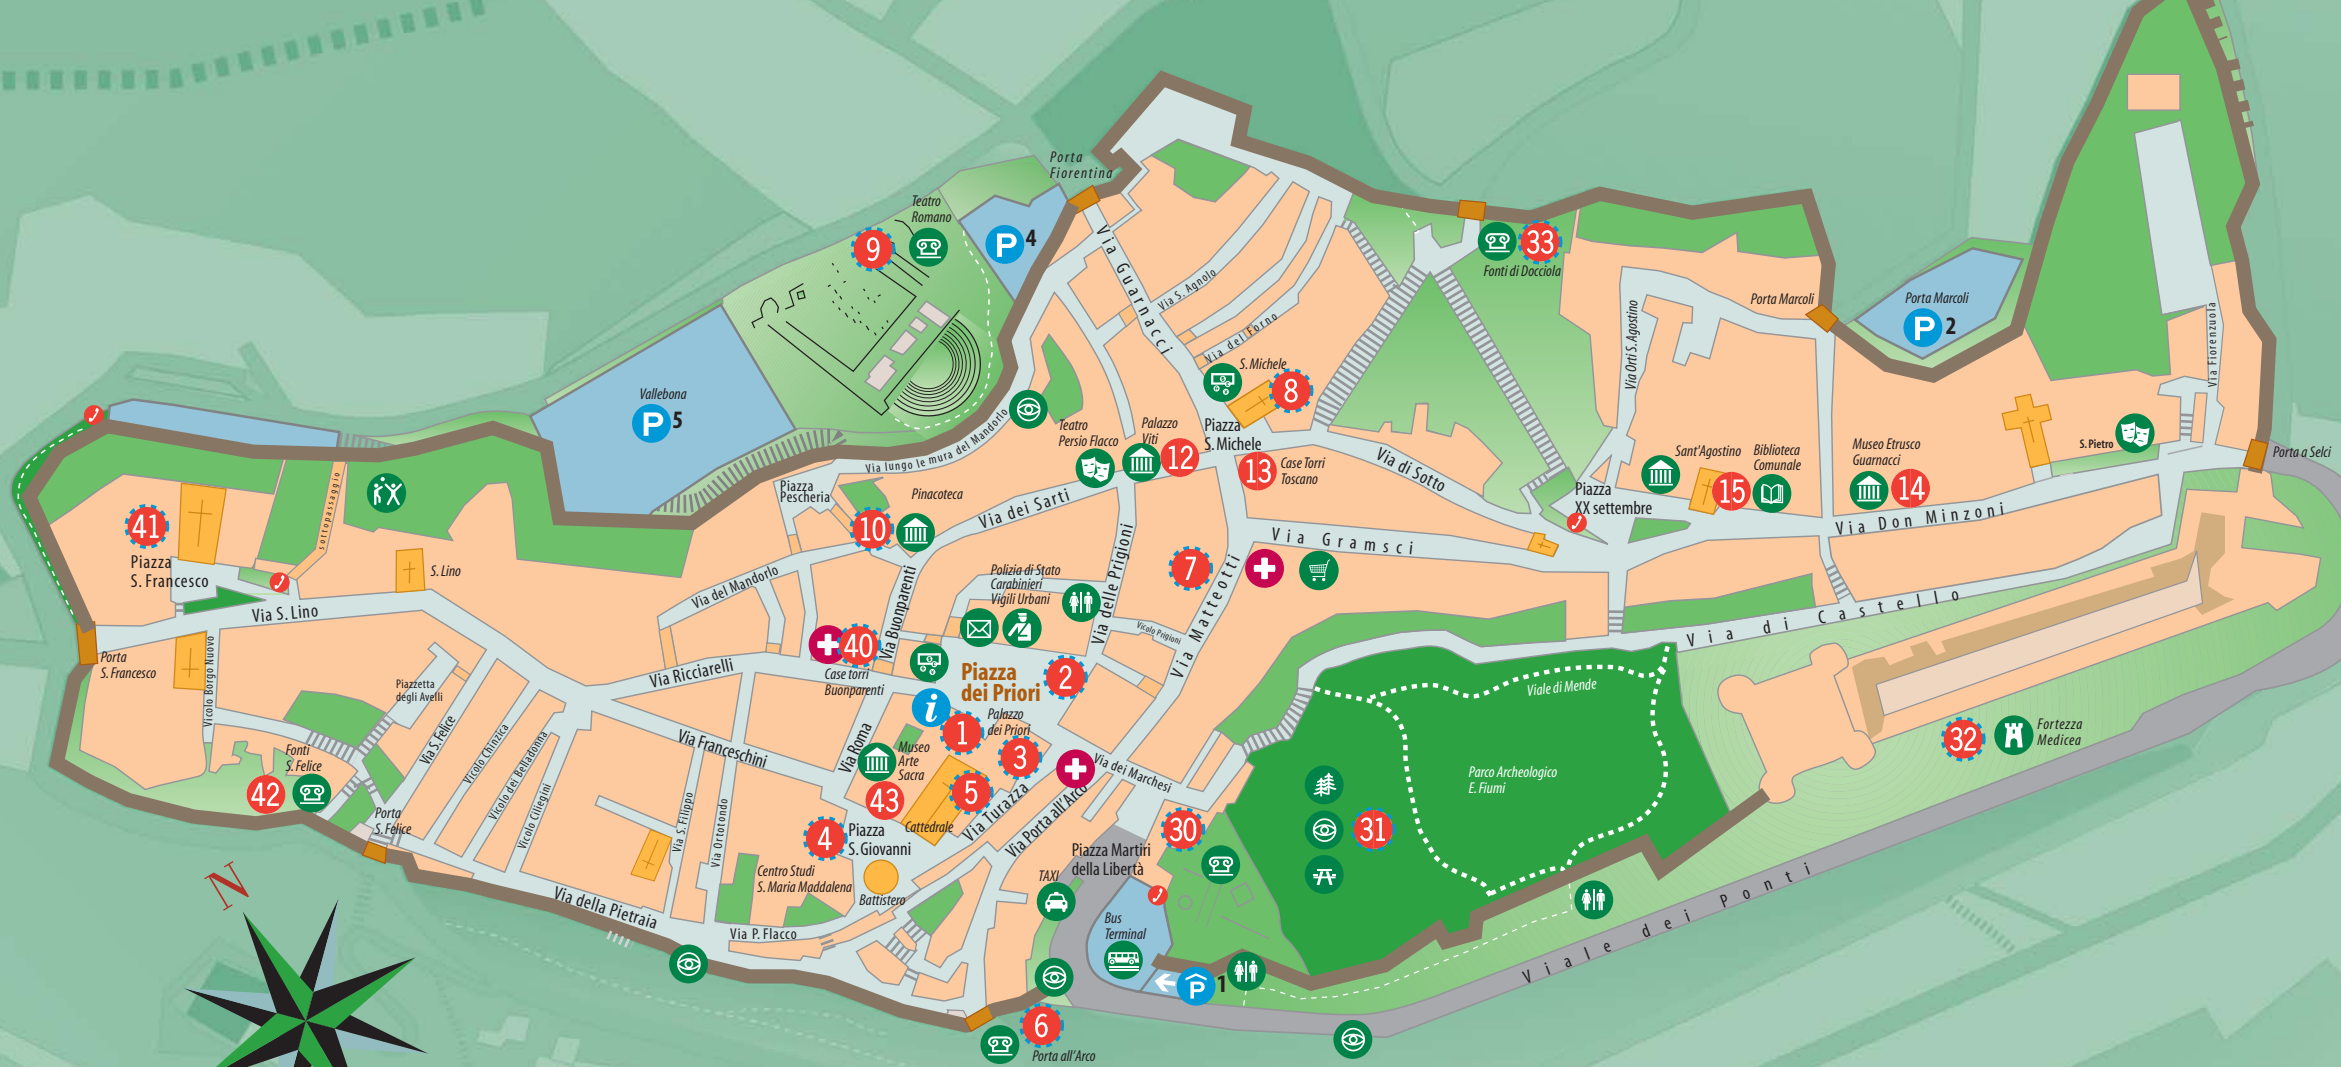 Porta
Fiorentina
Teatro
Romano
9
P 4
Via Guarnacci
Via S. Agnolo
Via del Forno
S. Michele
8
33
Fonti di Docciola
Porta Marcoli
Porta Marcoli
P 2
Via Orti S. Agostino
Via Fiorenzuola
Vallebona
P 5
Via lungo le mura del Mandorlo
Teatro
Persio Flacco
Palazzo
Viti
12
Piazza
S. Michele
13
Case Torri
Toscano
Via di Sotto
Piazza
XX settembre
Sant'Agostino
15
Biblioteca
Comunale
Museo Etrusco
Guarnacci
14
S. Pietro
Porta a Selci
Via Don Minzoni
Piazza
Pescheria
Pinacoteca
10
Via dei Sarti
Via Gramsci
sottopassaggio
41
Piazza
S. Francesco
S. Lino
Via S. Lino
Via del Mandorlo
Via Buonparenti
Polizia di Stato
Carabinieri
Vigili Urbani
Via delle Prigioni
Vicolo Prigioni
7
Via Matteotti
Via di Castello
Porta
S. Francesco
Vicolo Borgo Nuovo
Piazzetta
degli Avelli
Via Ricciarelli
40
Case torri
Buonparenti
Piazza
dei Priori
2
i
1
Palazzo
dei Priori
3
Viale di Mende
Parco Archeologico
E. Fiumi
32
Fortezza
Medicea
Fonti
S. Felice
42
Via S. Felice
Vicolo Chinzica
Vicolo dei Belladonna
Vicolo Ciliegini
Via Franceschini
Via Roma
Museo
Arte
Sacra
43
5
Cattedrale
Via Turazza
Via Porta all'Arco
Via dei Marchesi
30
31
Porta
S. Felice
Via S. Filippo
Via Ortotondo
4
Piazza
S. Giovanni
Centro Studi
S. Maria Maddalena
Battistero
Piazza Martiri
della Libertà
TAXI
Bus
Terminal
P 1
Via della Pietraia
Via P. Flacco
Viale dei Ponti
N
6
Porta all'Arco